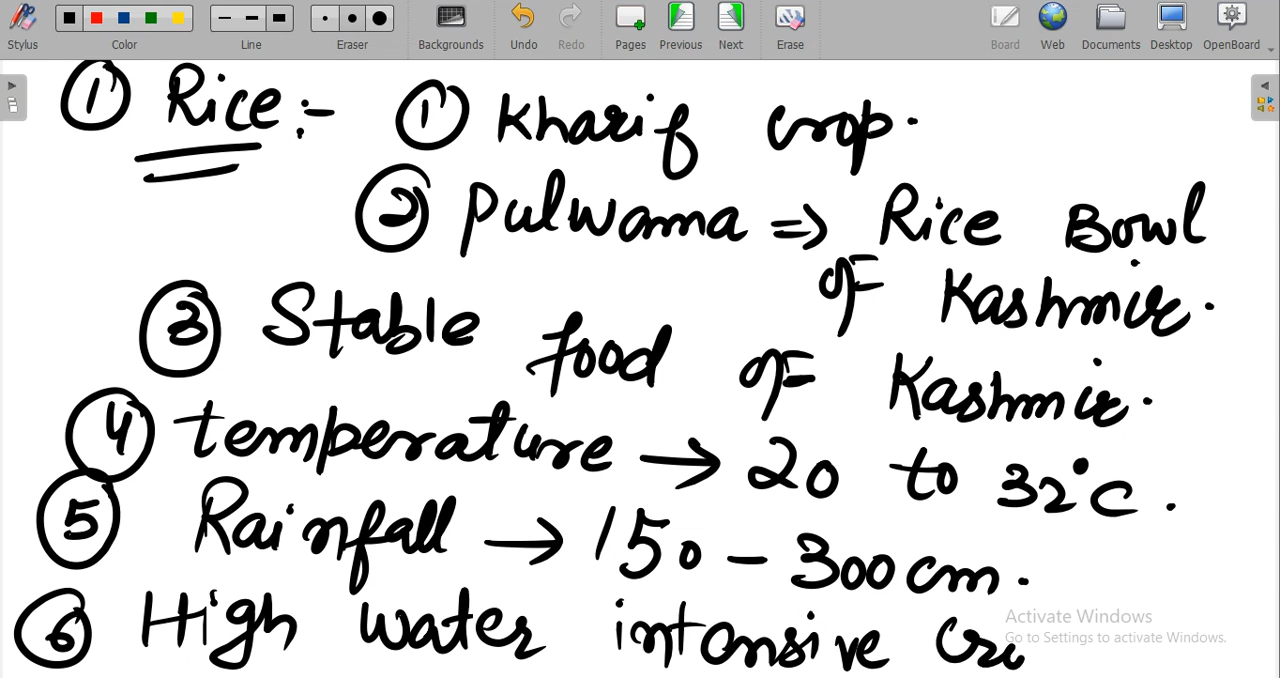 Stylus Color Line Eraser Backgrounds Undo Redo Pages Previous Next Erase Board Web Documents Desktop OpenBoard
① Rice:- ① Kharif crop.
② Pulwama => Rice Bowl
of Kashmir.
③ Stable food of Kashmir.
④ temperature → 20 to 32°C.
⑤ Rainfall → 150 - 300 cm.
⑥ High water intensive Cro
Activate Windows
Go to Settings to activate Windows.